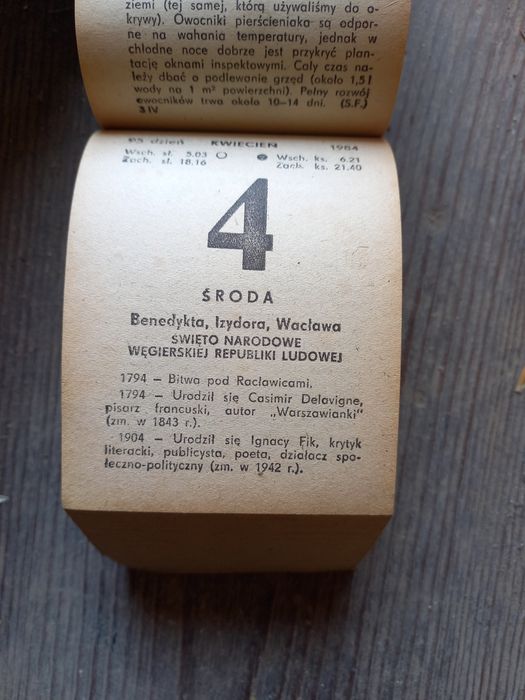 ziemi (tej samej, którą używaliśmy do o-
krywy). Owocniki pierścieniaka są odpor-
ne na wahania temperatury, jednak w
chłodne noce dobrze jest przykryć plan-
tację oknami inspektowymi. Cały czas na-
leży dbać o podlewanie grzęd (około 1,5 l
wody na 1 m² powierzchni). Pełny rozwój
owocników trwa około 10—14 dni. (S.F.)
3 IV
95 dzień KWIECIEŃ 1984
Wsch. sł. 5.03 Wsch. ks. 6.21
Zach. sł. 18.16 Zach. ks. 21.40
4
ŚRODA
Benedykta, Izydora, Wacława
ŚWIĘTO NARODOWE
WĘGIERSKIEJ REPUBLIKI LUDOWEJ
1794 — Bitwa pod Racławicami.
1794 — Urodził się Casimir Delavigne,
pisarz francuski, autor „Warszawianki"
(zm. w 1843 r.).
1904 — Urodził się Ignacy Fik, krytyk
literacki, publicysta, poeta, działacz spo-
łeczno-polityczny (zm. w 1942 r.).